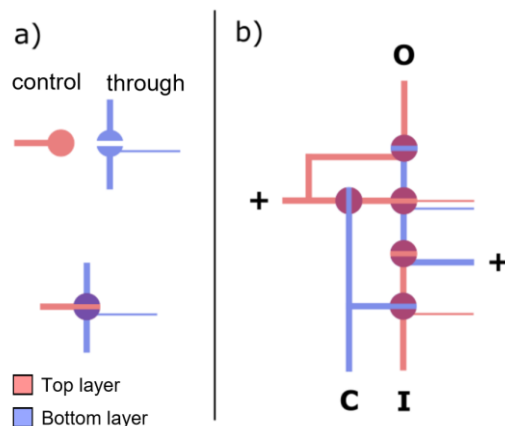 a)
control through
Top layer
Bottom layer
b)
O
+
+
C I